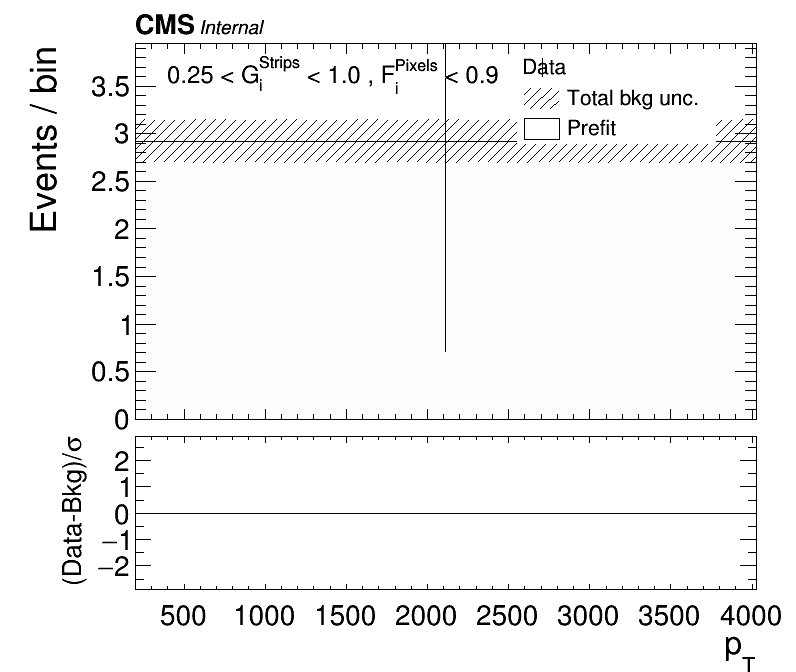 CMS Internal
Events / bin
0.25 < G_i^Strips < 1.0 , F_i^Pixels < 0.9
Data
Total bkg unc.
Prefit
3.5
3
2.5
2
1.5
1
0.5
0
(Data-Bkg)/σ
2
1
0
−1
−2
500 1000 1500 2000 2500 3000 3500 4000
p_T